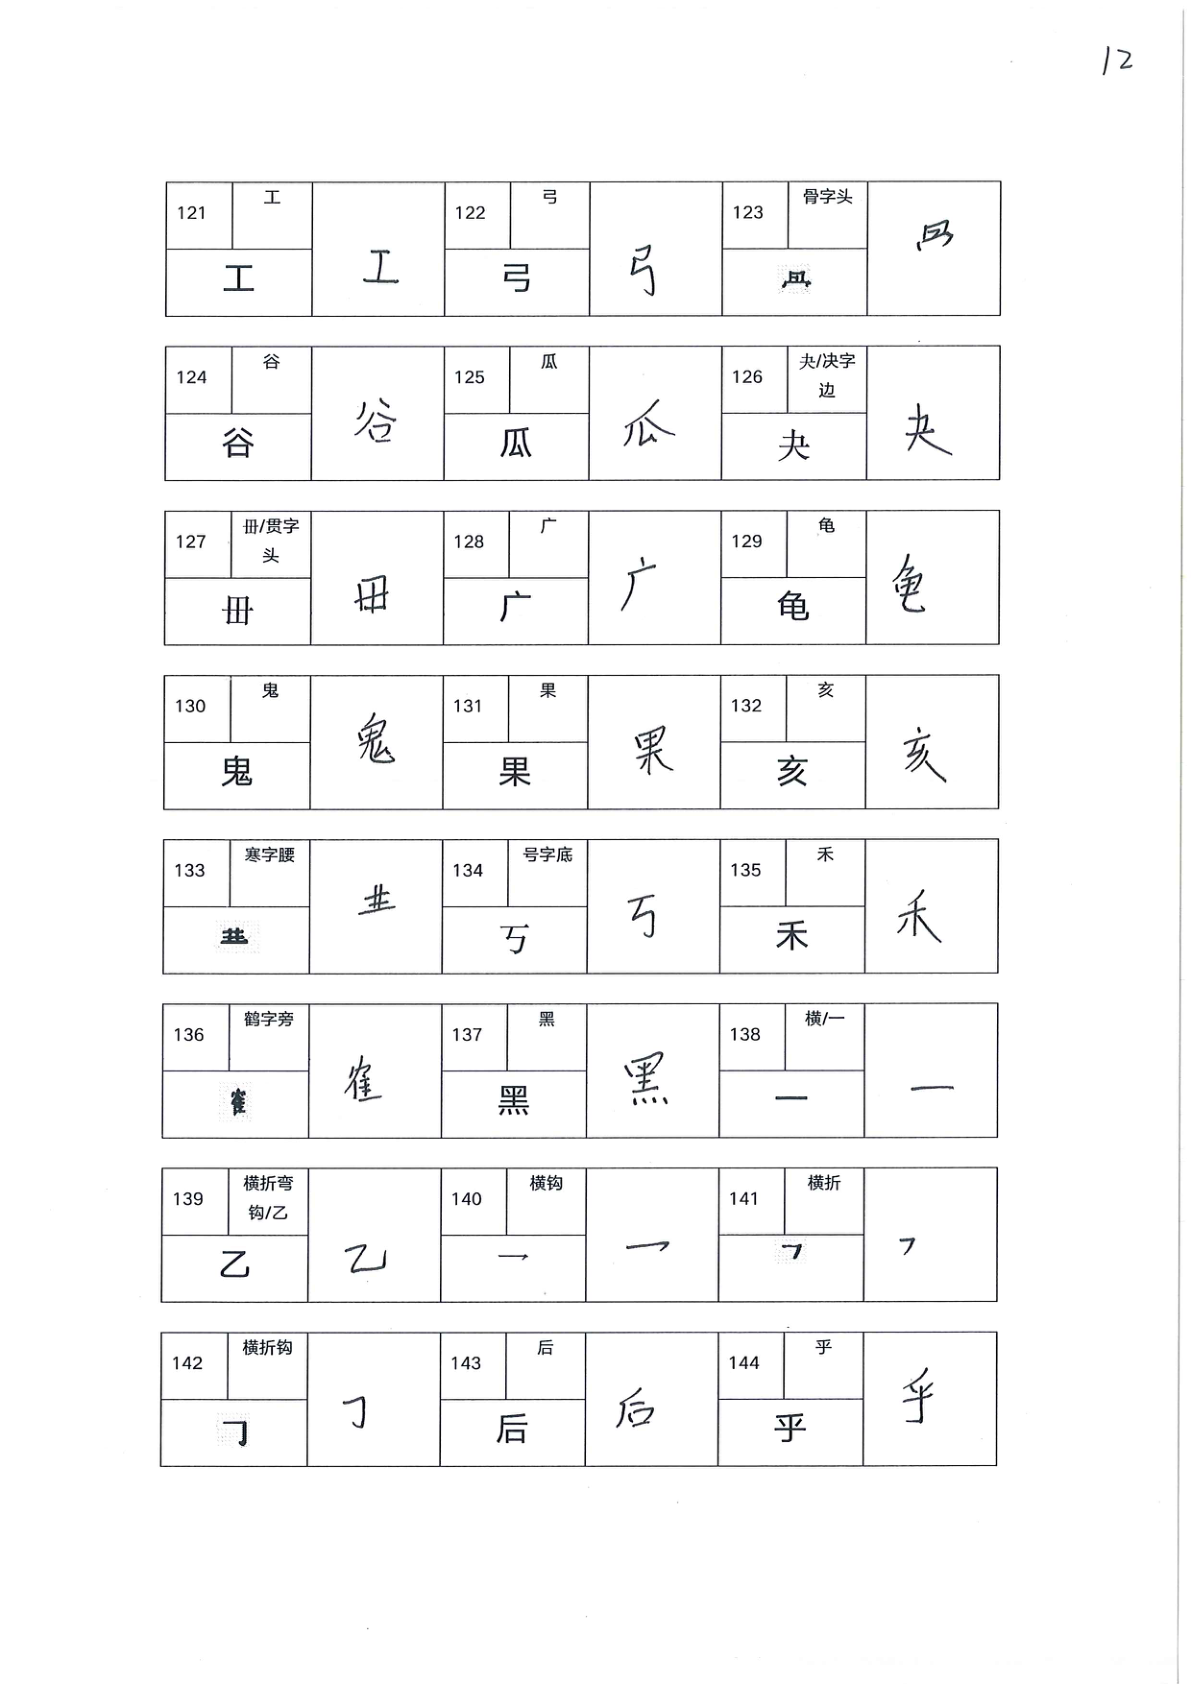 12
121 工 弓 122 骨字头 123
工 工 弓 弓
124 谷 125 瓜 126 夬/决字边
谷 谷 瓜 瓜 夬 夬
127 毌/贯字头 128 广 129 龟
毌 毌 广 广 龟 龟
130 鬼 131 果 132 亥
鬼 鬼 果 果 亥 亥
133 寒字腰 134 号字底 135 禾
丂 丂 禾 禾
136 鹤字旁 137 黑 138 横/一
隺 隺 黑 黑 一 一
139 横折弯钩/乙 140 横钩 141 横折
乙 乙 乛 乛 ㇇ ㇇
142 横折钩 143 后 144 乎
𠃌 𠃌 后 后 乎 乎